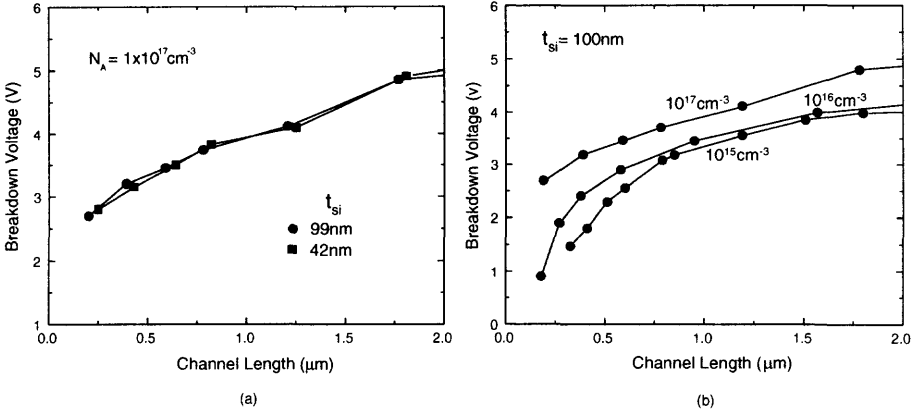 6
5
4
3
2
1
Breakdown Voltage (V)
N_A = 1x10^17cm^-3
t_si
99nm
42nm
0.0 0.5 1.0 1.5 2.0
Channel Length (μm)
(a)
6
5
4
3
2
1
0
Breakdown Voltage (v)
t_si= 100nm
10^17cm^-3
10^16cm^-3
10^15cm^-3
0.0 0.5 1.0 1.5 2.0
Channel Length (μm)
(b)